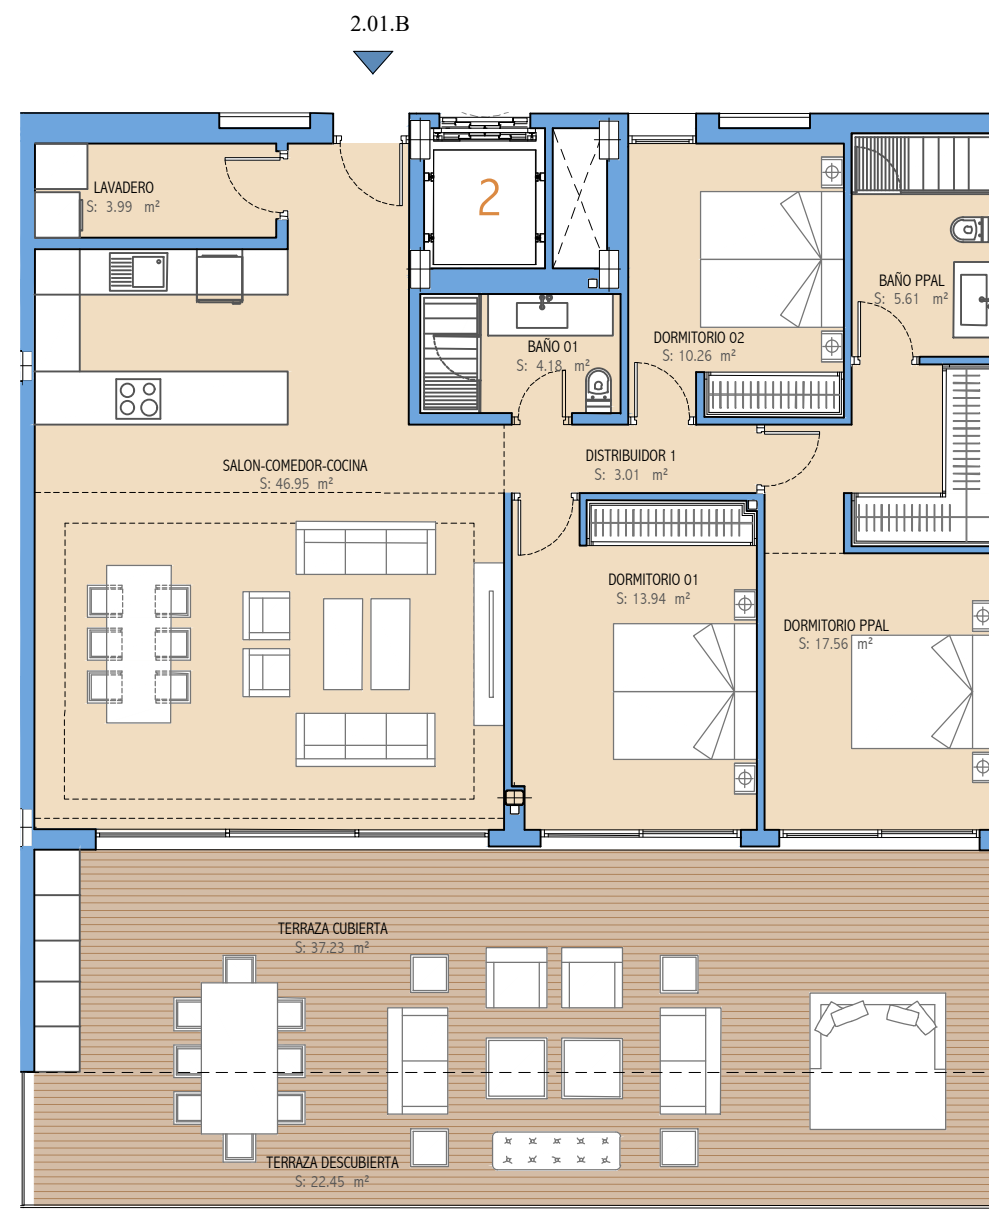 2.01.B
2
LAVADERO
S: 3.99 m²
BAÑO PPAL
S: 5.61 m²
DORMITORIO 02
S: 10.26 m²
BAÑO 01
S: 4.18 m²
DISTRIBUIDOR 1
S: 3.01 m²
SALON-COMEDOR-COCINA
S: 46.95 m²
DORMITORIO 01
S: 13.94 m²
DORMITORIO PPAL
S: 17.56 m²
TERRAZA CUBIERTA
S: 37.23 m²
TERRAZA DESCUBIERTA
S: 22.45 m²